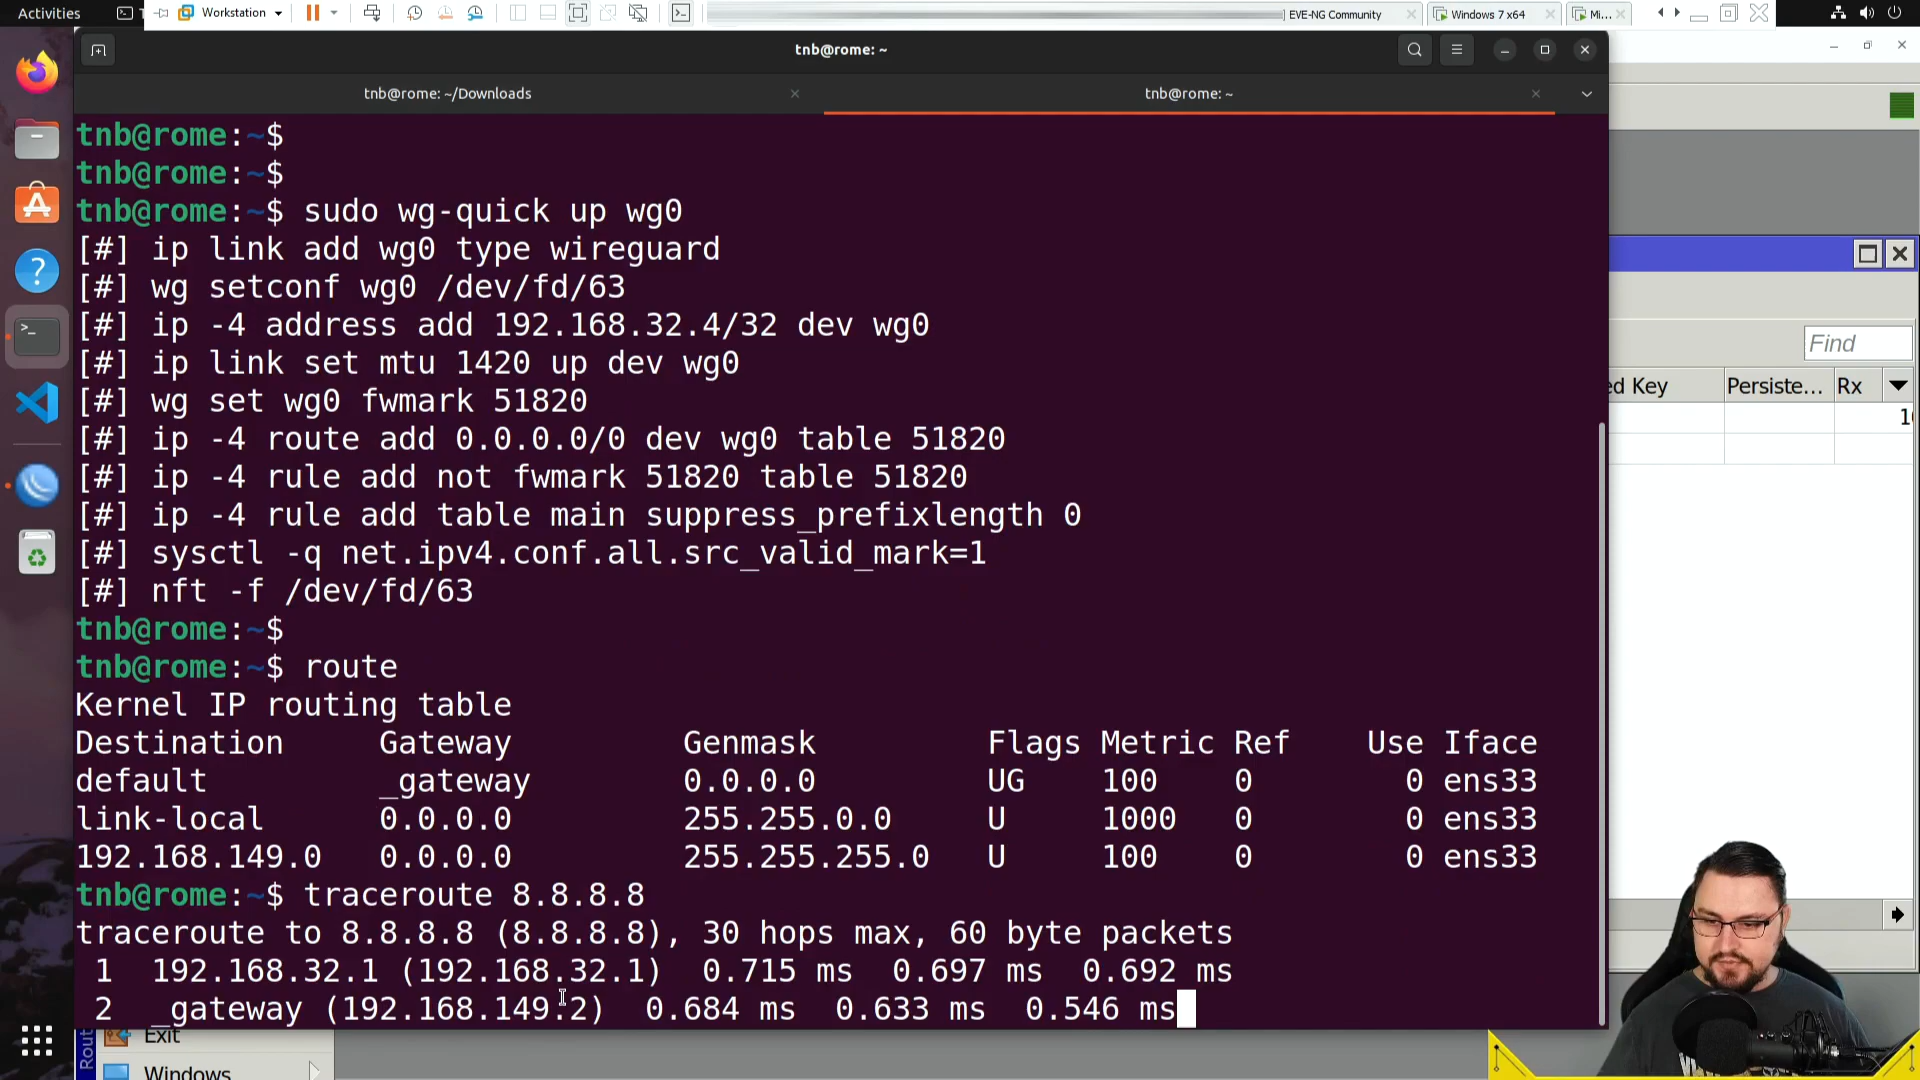 Activities
Workstation
EVE-NG Community
Windows 7 x64
Mi...
tnb@rome: ~
tnb@rome: ~/Downloads
tnb@rome: ~
tnb@rome:~$
tnb@rome:~$
tnb@rome:~$ sudo wg-quick up wg0
[#] ip link add wg0 type wireguard
[#] wg setconf wg0 /dev/fd/63
[#] ip -4 address add 192.168.32.4/32 dev wg0
[#] ip link set mtu 1420 up dev wg0
[#] wg set wg0 fwmark 51820
[#] ip -4 route add 0.0.0.0/0 dev wg0 table 51820
[#] ip -4 rule add not fwmark 51820 table 51820
[#] ip -4 rule add table main suppress_prefixlength 0
[#] sysctl -q net.ipv4.conf.all.src_valid_mark=1
[#] nft -f /dev/fd/63
tnb@rome:~$
tnb@rome:~$ route
Kernel IP routing table
Destination Gateway Genmask Flags Metric Ref Use Iface
default _gateway 0.0.0.0 UG 100 0 0 ens33
link-local 0.0.0.0 255.255.0.0 U 1000 0 0 ens33
192.168.149.0 0.0.0.0 255.255.255.0 U 100 0 0 ens33
tnb@rome:~$ traceroute 8.8.8.8
traceroute to 8.8.8.8 (8.8.8.8), 30 hops max, 60 byte packets
1 192.168.32.1 (192.168.32.1) 0.715 ms 0.697 ms 0.692 ms
2 _gateway (192.168.149.2) 0.684 ms 0.633 ms 0.546 ms
Find
ed Key Persiste... Rx
Rout
Exit
Windows